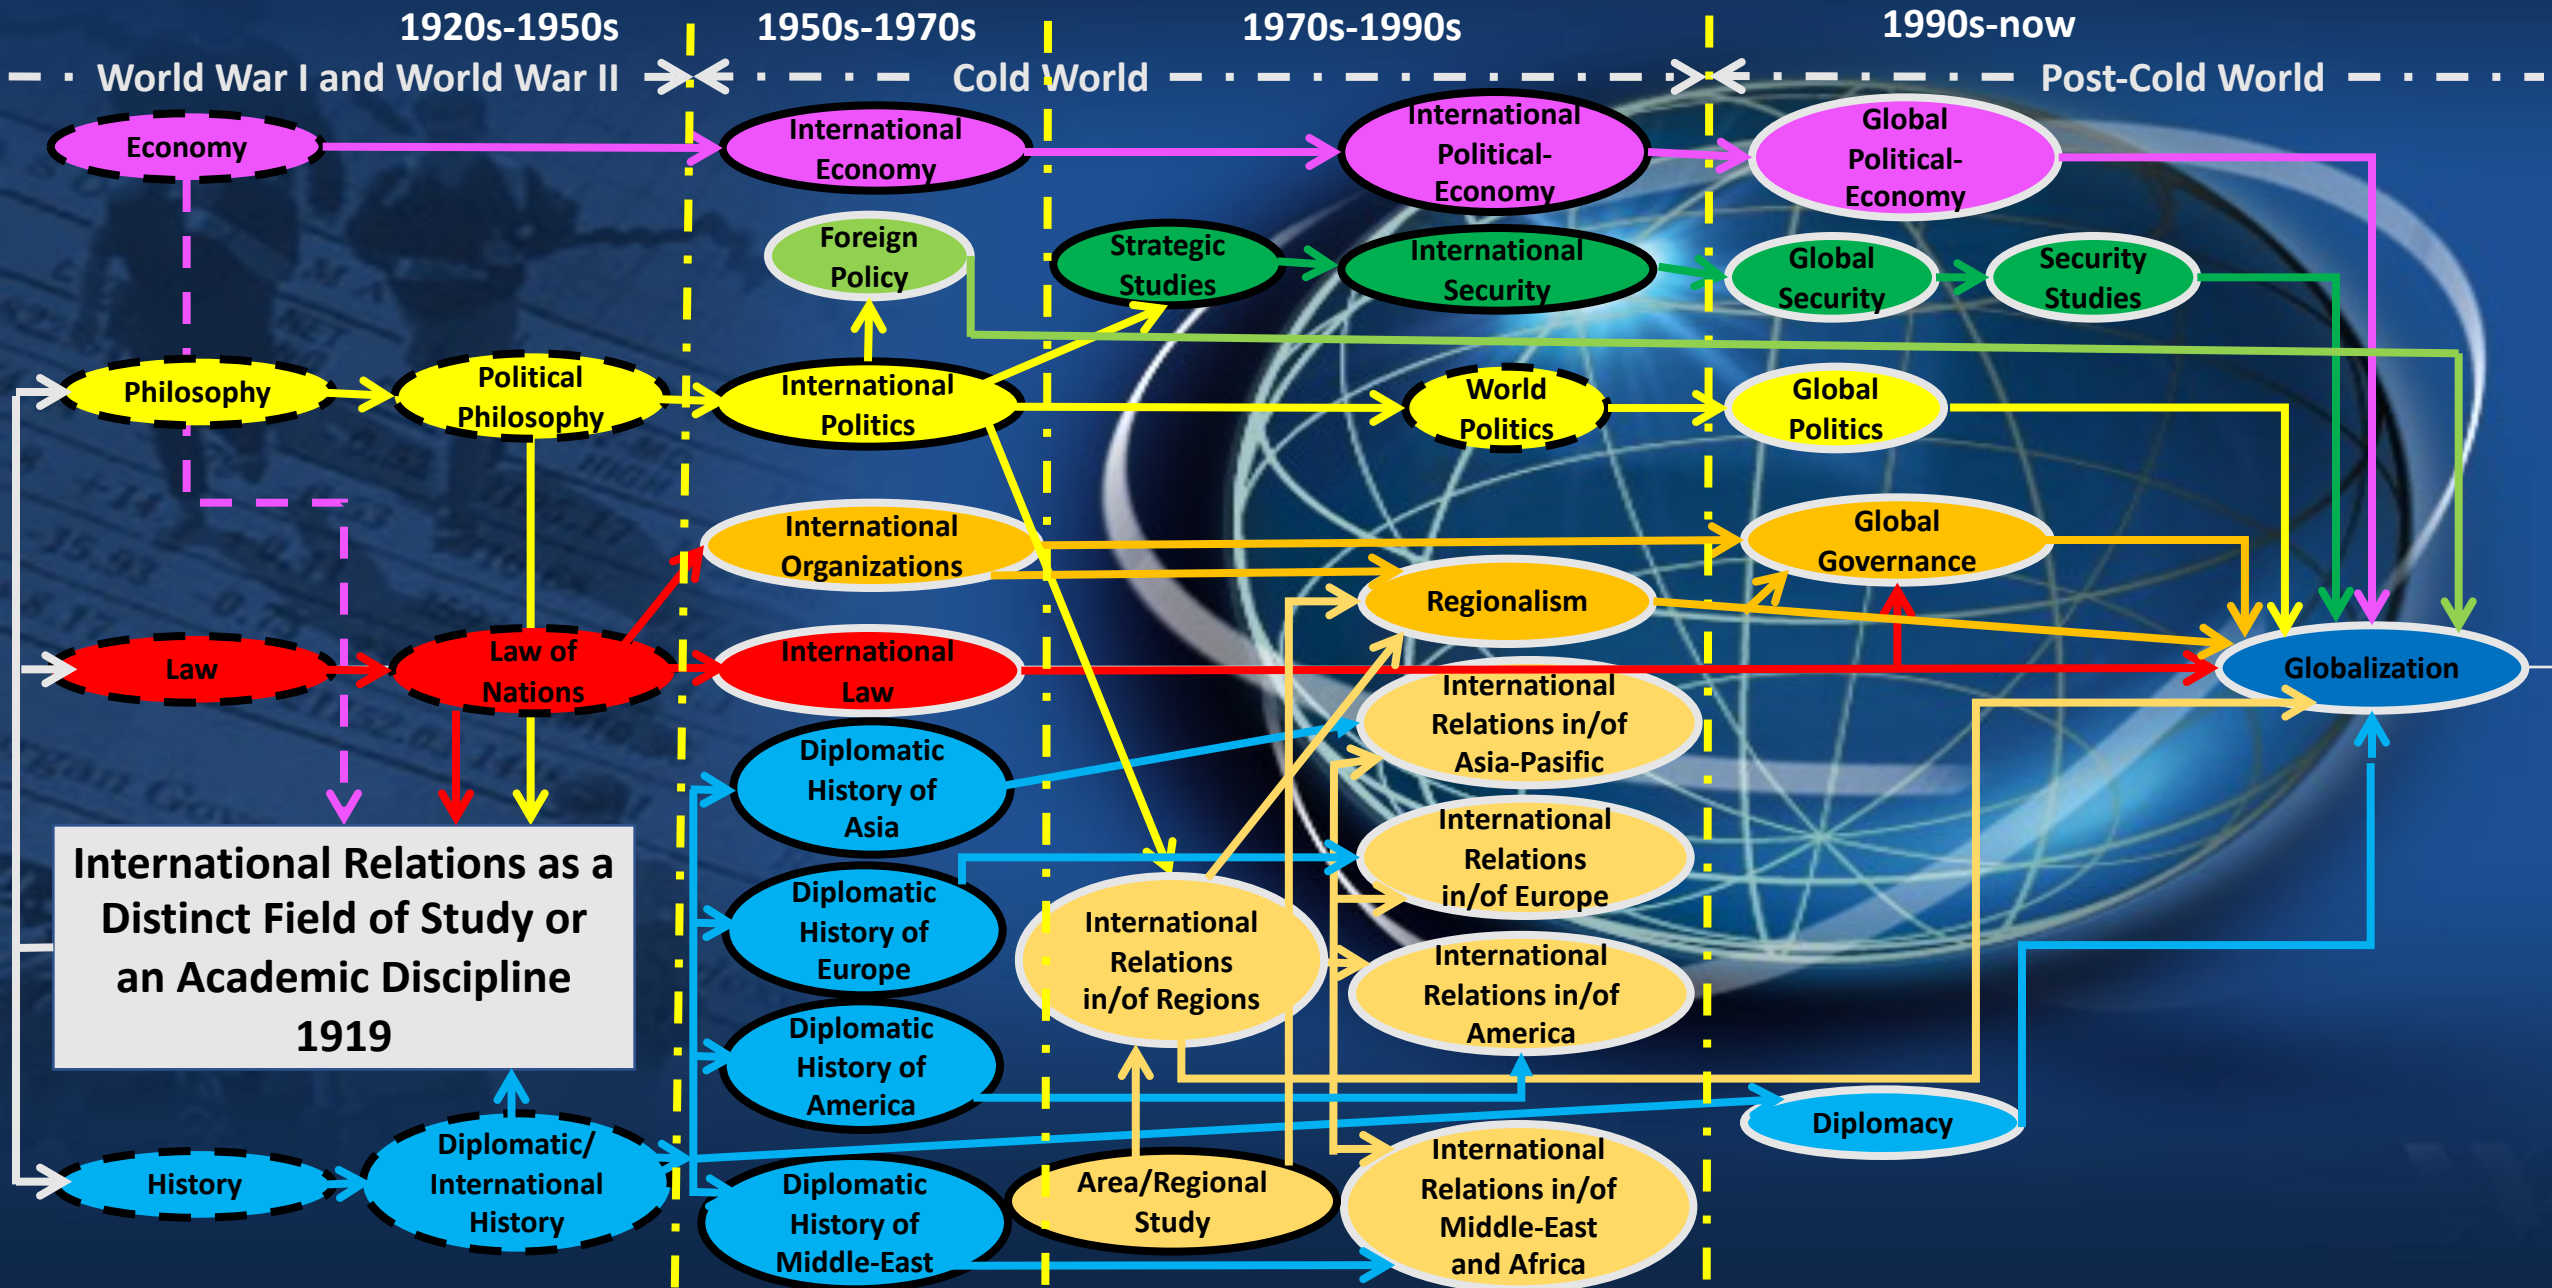 1920s-1950s
1950s-1970s
1970s-1990s
1990s-now
World War I and World War II
Cold World
Post-Cold World
Economy
International
Economy
International
Political-
Economy
Global
Political-
Economy
Foreign
Policy
Strategic
Studies
International
Security
Global
Security
Security
Studies
Philosophy
Political
Philosophy
International
Politics
World
Politics
Global
Politics
International
Organizations
Global
Governance
Regionalism
Law
Law of
Nations
International
Law
Globalization
International
Relations in/of
Asia-Pasific
Diplomatic
History of
Asia
International
Relations
in/of Europe
International Relations as a
Distinct Field of Study or
an Academic Discipline
1919
Diplomatic
History of
Europe
International
Relations
in/of Regions
International
Relations in/of
America
Diplomatic
History of
America
Diplomacy
History
Diplomatic/
International
History
Diplomatic
History of
Middle-East
Area/Regional
Study
International
Relations in/of
Middle-East
and Africa